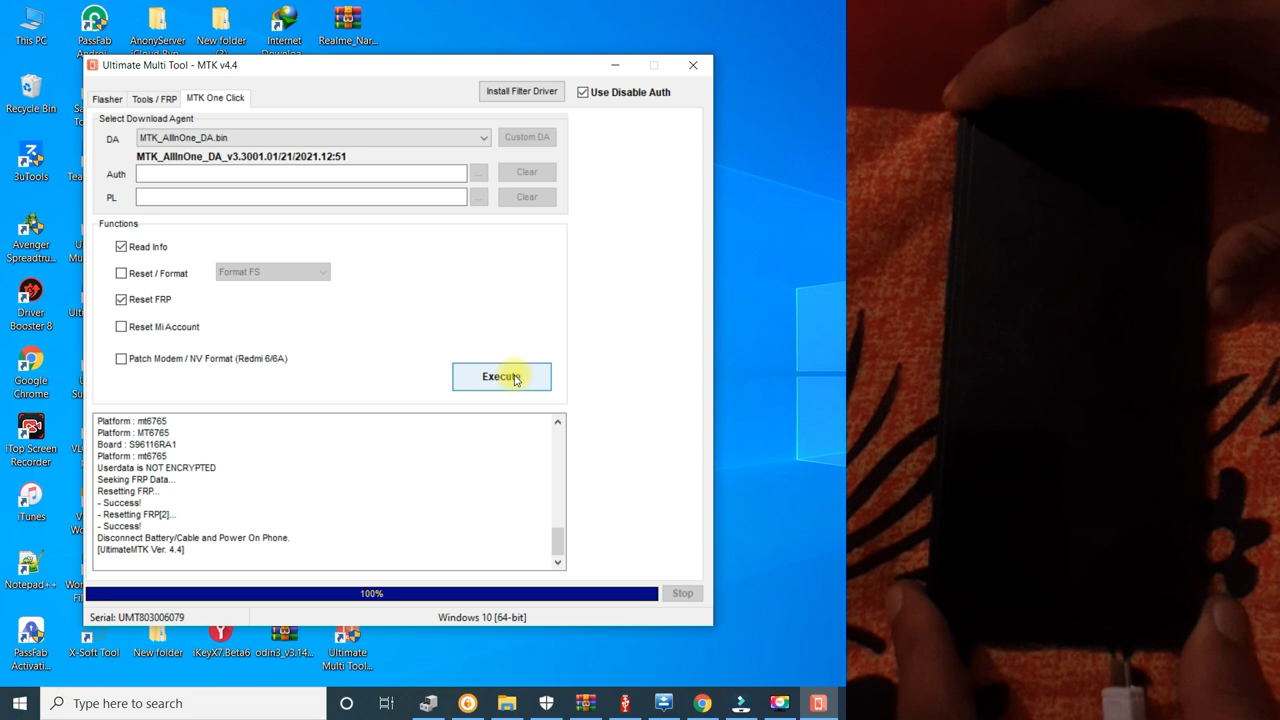 This PC
PassFab
Androi...
AnonyServer
iCloud Byp...
New folder
Internet
Downloa...
Realme_Nar...
Ultimate Multi Tool - MTK v4.4
Flasher
Tools / FRP
MTK One Click
Install Filter Driver
Use Disable Auth
Recycle Bin
Select Download Agent
DA
MTK_AllInOne_DA.bin
Custom DA
MTK_AllInOne_DA_v3.3001.01/21/2021.12:51
Auth
...
Clear
PL
...
Clear
3uTools
Functions
Read Info
Reset / Format
Format FS
Reset FRP
Reset Mi Account
Patch Modem / NV Format (Redmi 6/6A)
Execute
Avenger
Spreadtru...
Driver
Booster 8
Google
Chrome
iTop Screen
Recorder
iTunes
Notepad++
Platform : mt6765
Platform : MT6765
Board : S96116RA1
Platform : mt6765
Userdata is NOT ENCRYPTED
Seeking FRP Data...
Resetting FRP...
- Success!
- Resetting FRP[2]...
- Success!
Disconnect Battery/Cable and Power On Phone.
[UltimateMTK Ver. 4.4]
100%
Stop
Serial: UMT803006079
Windows 10 [64-bit]
PassFab
Activati...
X-Soft Tool
New folder
iKeyX7.Beta6
odin3_v3.14...
Ultimate
Multi Tool...
Type here to search